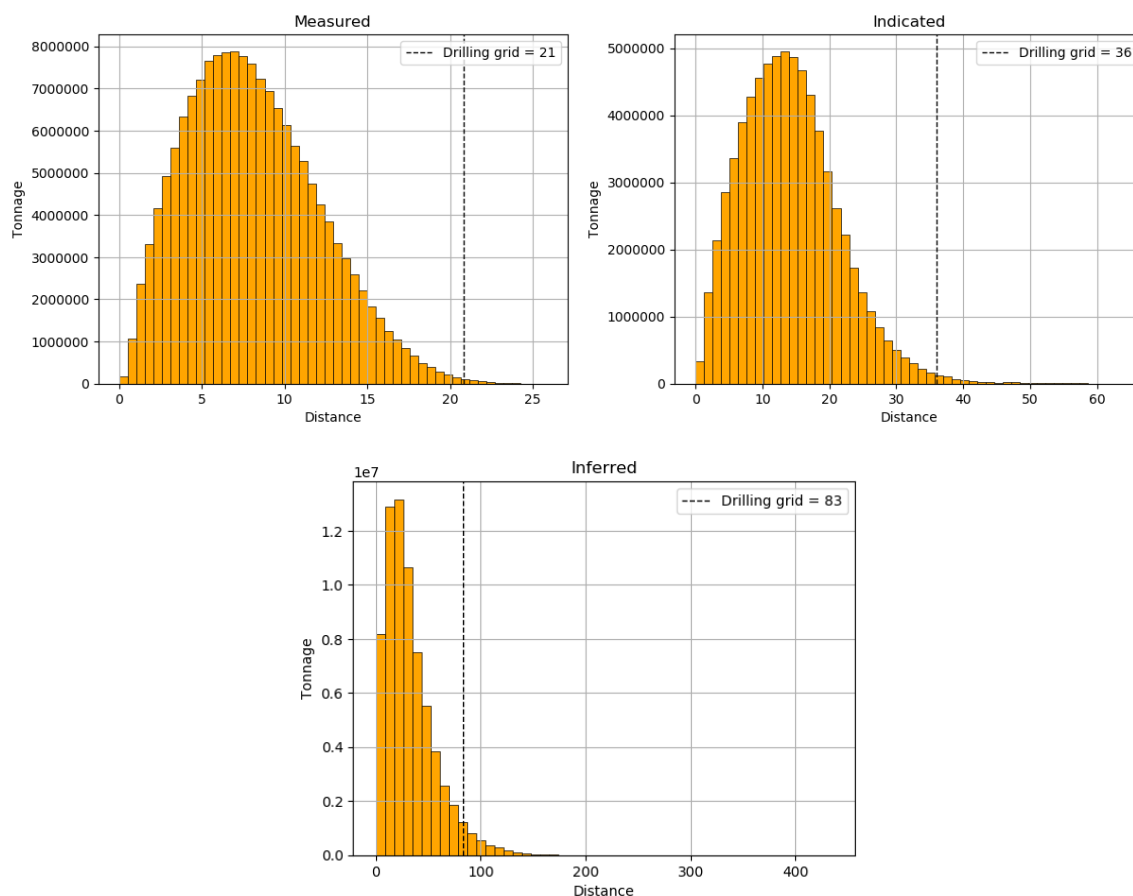 Measured
8000000
7000000
6000000
5000000
4000000
3000000
2000000
1000000
0
Tonnage
Drilling grid = 21
0 5 10 15 20 25
Distance
Indicated
5000000
4000000
3000000
2000000
1000000
0
Tonnage
Drilling grid = 36
0 10 20 30 40 50 60
Distance
Inferred
1e7
1.2
1.0
0.8
0.6
0.4
0.2
0.0
Tonnage
Drilling grid = 83
0 100 200 300 400
Distance